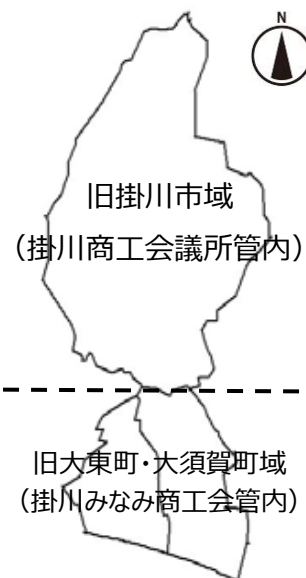 N
旧掛川市域
（掛川商工会議所管内）
旧大東町・大須賀町域
（掛川みなみ商工会管内）